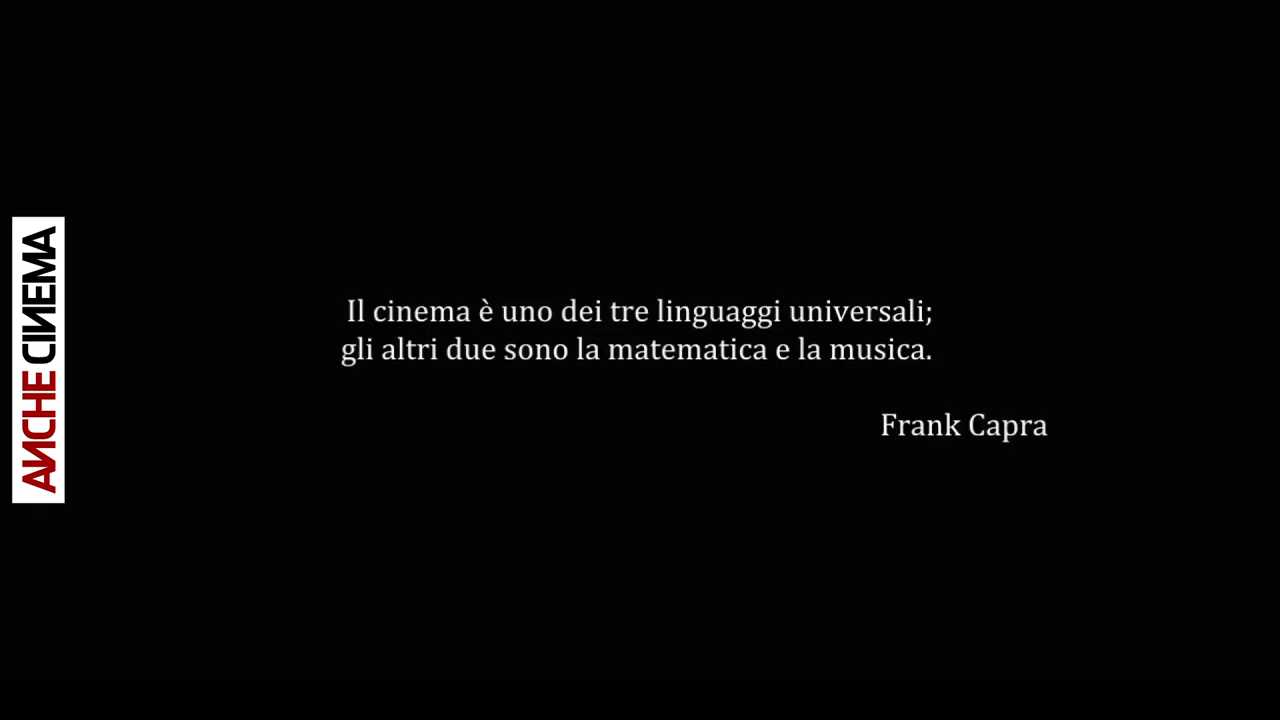 ANCHE CINEMA
Il cinema è uno dei tre linguaggi universali;
gli altri due sono la matematica e la musica.
Frank Capra